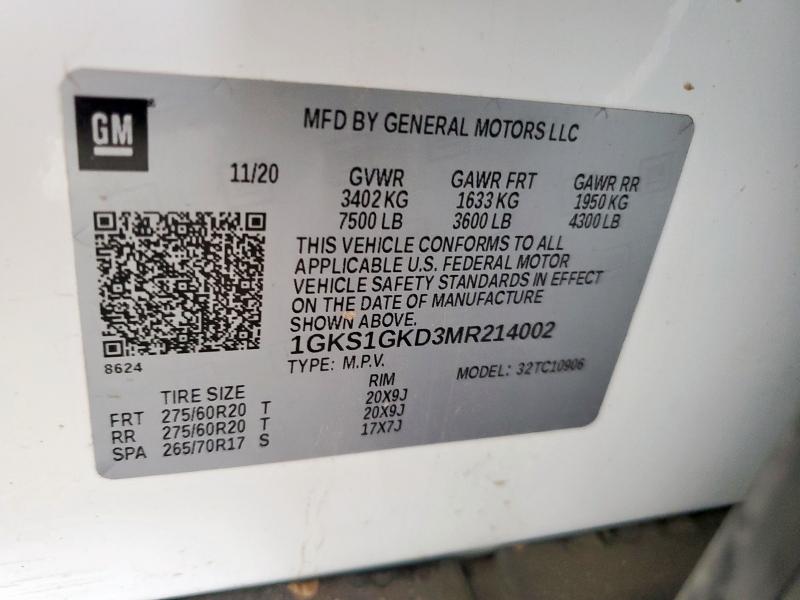 GM
MFD BY GENERAL MOTORS LLC
11/20 GVWR GAWR FRT GAWR RR
3402 KG 1633 KG 1950 KG
7500 LB 3600 LB 4300 LB
THIS VEHICLE CONFORMS TO ALL
APPLICABLE U.S. FEDERAL MOTOR
VEHICLE SAFETY STANDARDS IN EFFECT
ON THE DATE OF MANUFACTURE
SHOWN ABOVE.
1GKS1GKD3MR214002
8624
TYPE: M.P.V. MODEL: 32TC10906
TIRE SIZE RIM
FRT 275/60R20 T 20X9J
RR 275/60R20 T 20X9J
SPA 265/70R17 S 17X7J